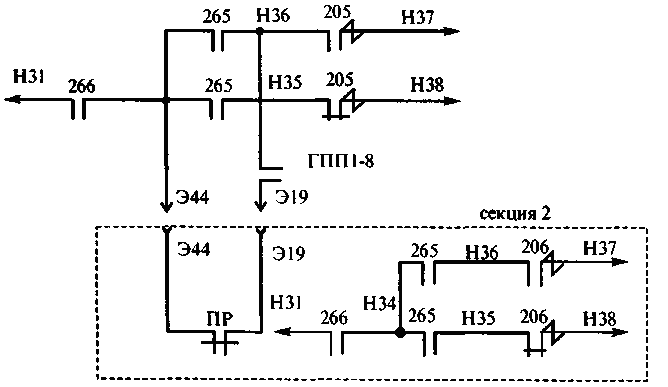 265 Н36 205 Н37
Н31 266 265 Н35 205 Н38
ГПП1-8
Э44 Э19
секция 2
Э44 Э19 265 Н36 206 Н37
ПР Н31 266 Н34 265 Н35 206 Н38